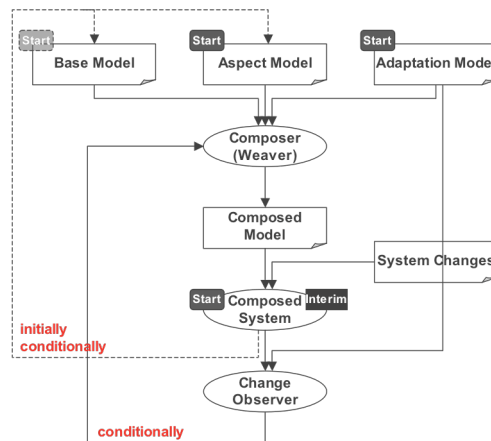 Start
Start
Start
Base Model
Aspect Model
Adaptation Model
Composer
(Weaver)
Composed
Model
System Changes
Start
Composed
System
Interim
initially
conditionally
Change
Observer
conditionally